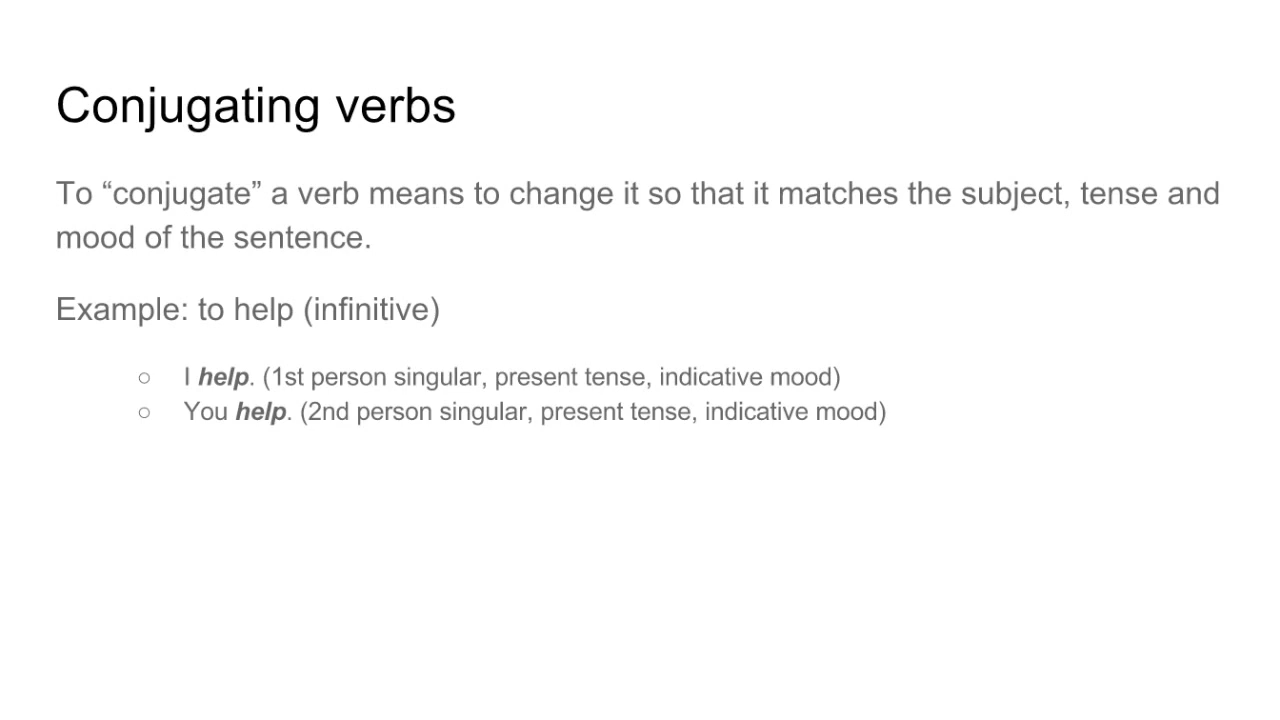 Conjugating verbs
To “conjugate” a verb means to change it so that it matches the subject, tense and
mood of the sentence.
Example: to help (infinitive)
○ I help. (1st person singular, present tense, indicative mood)
○ You help. (2nd person singular, present tense, indicative mood)